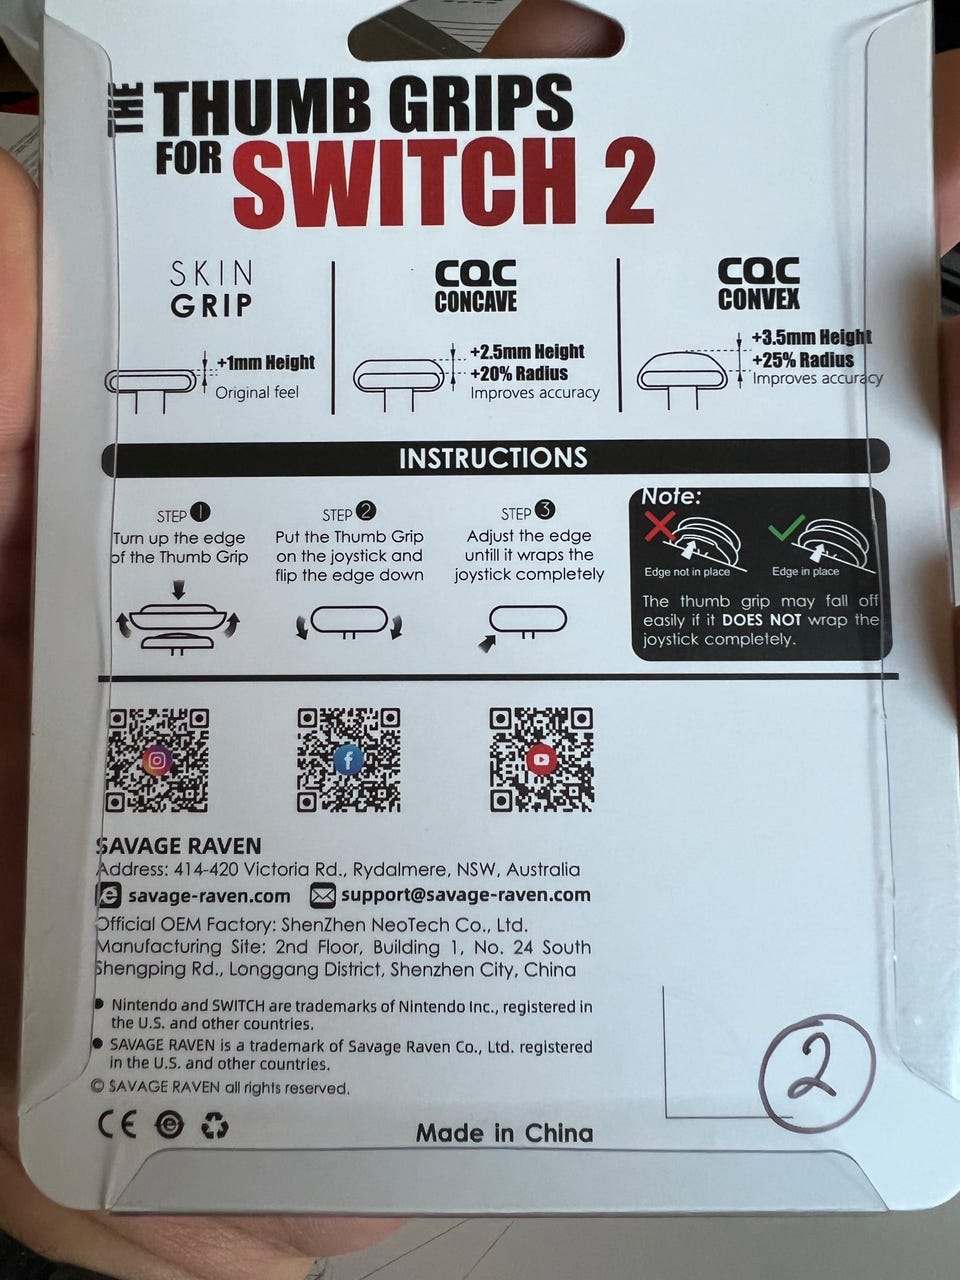 THE THUMB GRIPS
FOR SWITCH 2
SKIN
GRIP
+1mm Height
Original feel
CQC
CONCAVE
+2.5mm Height
+20% Radius
Improves accuracy
CQC
CONVEX
+3.5mm Height
+25% Radius
Improves accuracy
INSTRUCTIONS
STEP 1
Turn up the edge
of the Thumb Grip
STEP 2
Put the Thumb Grip
on the joystick and
flip the edge down
STEP 3
Adjust the edge
untill it wraps the
joystick completely
Note:
Edge not in place
Edge in place
The thumb grip may fall off
easily if it DOES NOT wrap the
joystick completely.
SAVAGE RAVEN
Address: 414-420 Victoria Rd., Rydalmere, NSW, Australia
savage-raven.com support@savage-raven.com
Official OEM Factory: ShenZhen NeoTech Co., Ltd.
Manufacturing Site: 2nd Floor, Building 1, No. 24 South
Shengping Rd., Longgang District, Shenzhen City, China
• Nintendo and SWITCH are trademarks of Nintendo Inc., registered in
the U.S. and other countries.
• SAVAGE RAVEN is a trademark of Savage Raven Co., Ltd. registered
in the U.S. and other countries.
© SAVAGE RAVEN all rights reserved.
CE
Made in China
2